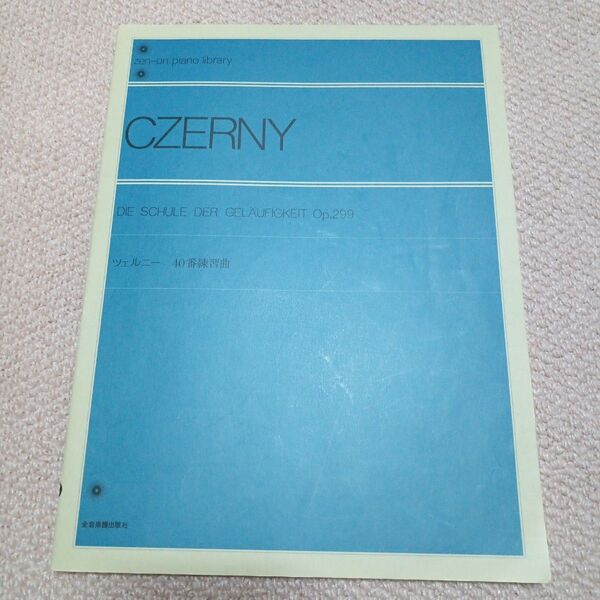 zen-on piano library
CZERNY
DIE SCHULE DER GELÄUFIGKEIT Op.299
ツェルニー 40番練習曲
全音楽譜出版社